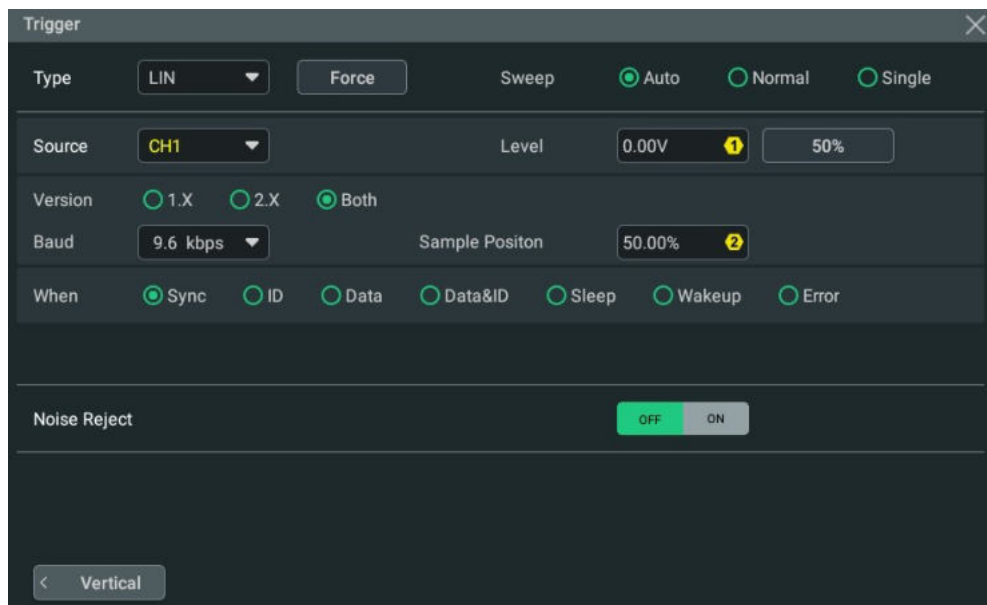 Trigger
Type LIN Force Sweep Auto Normal Single
Source CH1 Level 0.00V 1 50%
Version 1.X 2.X Both
Baud 9.6 kbps Sample Positon 50.00% 2
When Sync ID Data Data&ID Sleep Wakeup Error
Noise Reject OFF ON
< Vertical